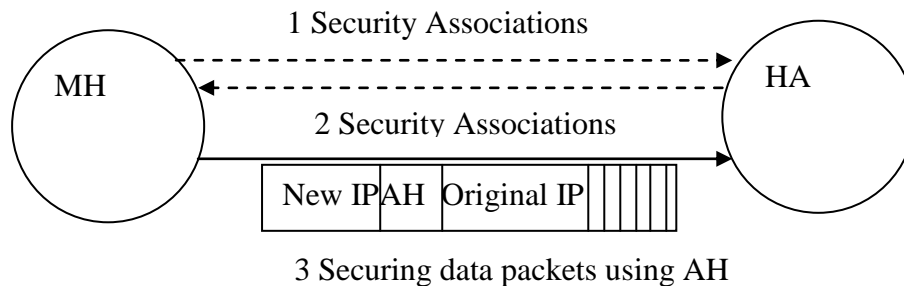 1 Security Associations
MH
HA
2 Security Associations
New IP AH Original IP
3 Securing data packets using AH